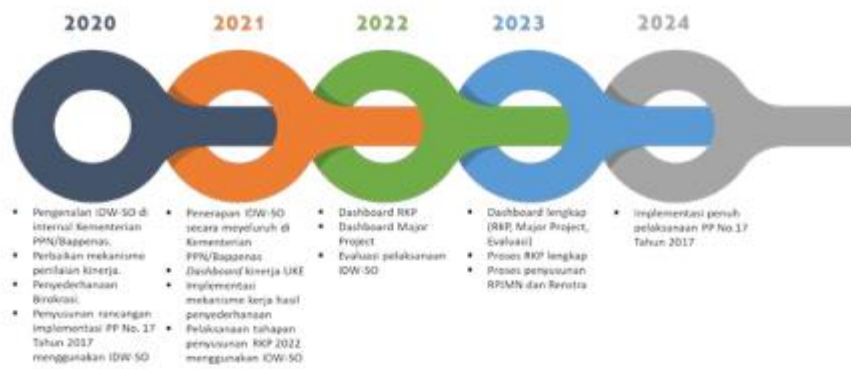 2020
2021
2022
2023
2024
• Pengenalan IDW-SO di
internal Kementerian
PPN/Bappenas.
• Perbaikan mekanisme
penilaian kinerja.
• Penyederhanaan
Birokrasi.
• Penyusunan rancangan
implementasi PP No. 17
Tahun 2017
menggunakan IDW-SO
• Penerapan IDW-SO
secara meyeluruh di
Kementerian
PPN/Bappenas
• Dashboard kinerja UKE
• Implementasi
mekanisme kerja hasil
penyederhanaan
• Pelaksanaan tahapan
penyusunan RKP 2022
menggunakan IDW-SO
• Dashboard RKP
• Dashboard Major
Project
• Evaluasi pelaksanaan
IDW-SO
• Dashboard lengkap
(RKP, Major Project,
Evaluasi)
• Proses RKP lengkap
• Proses penyusunan
RPJMN dan Renstra
• Implementasi penuh
pelaksanaan PP No.17
Tahun 2017